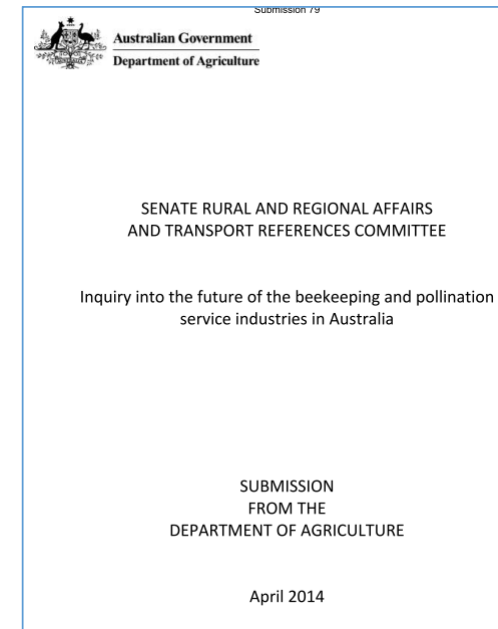 Submission 79
Australian Government
Department of Agriculture
SENATE RURAL AND REGIONAL AFFAIRS
AND TRANSPORT REFERENCES COMMITTEE
Inquiry into the future of the beekeeping and pollination
service industries in Australia
SUBMISSION
FROM THE
DEPARTMENT OF AGRICULTURE
April 2014